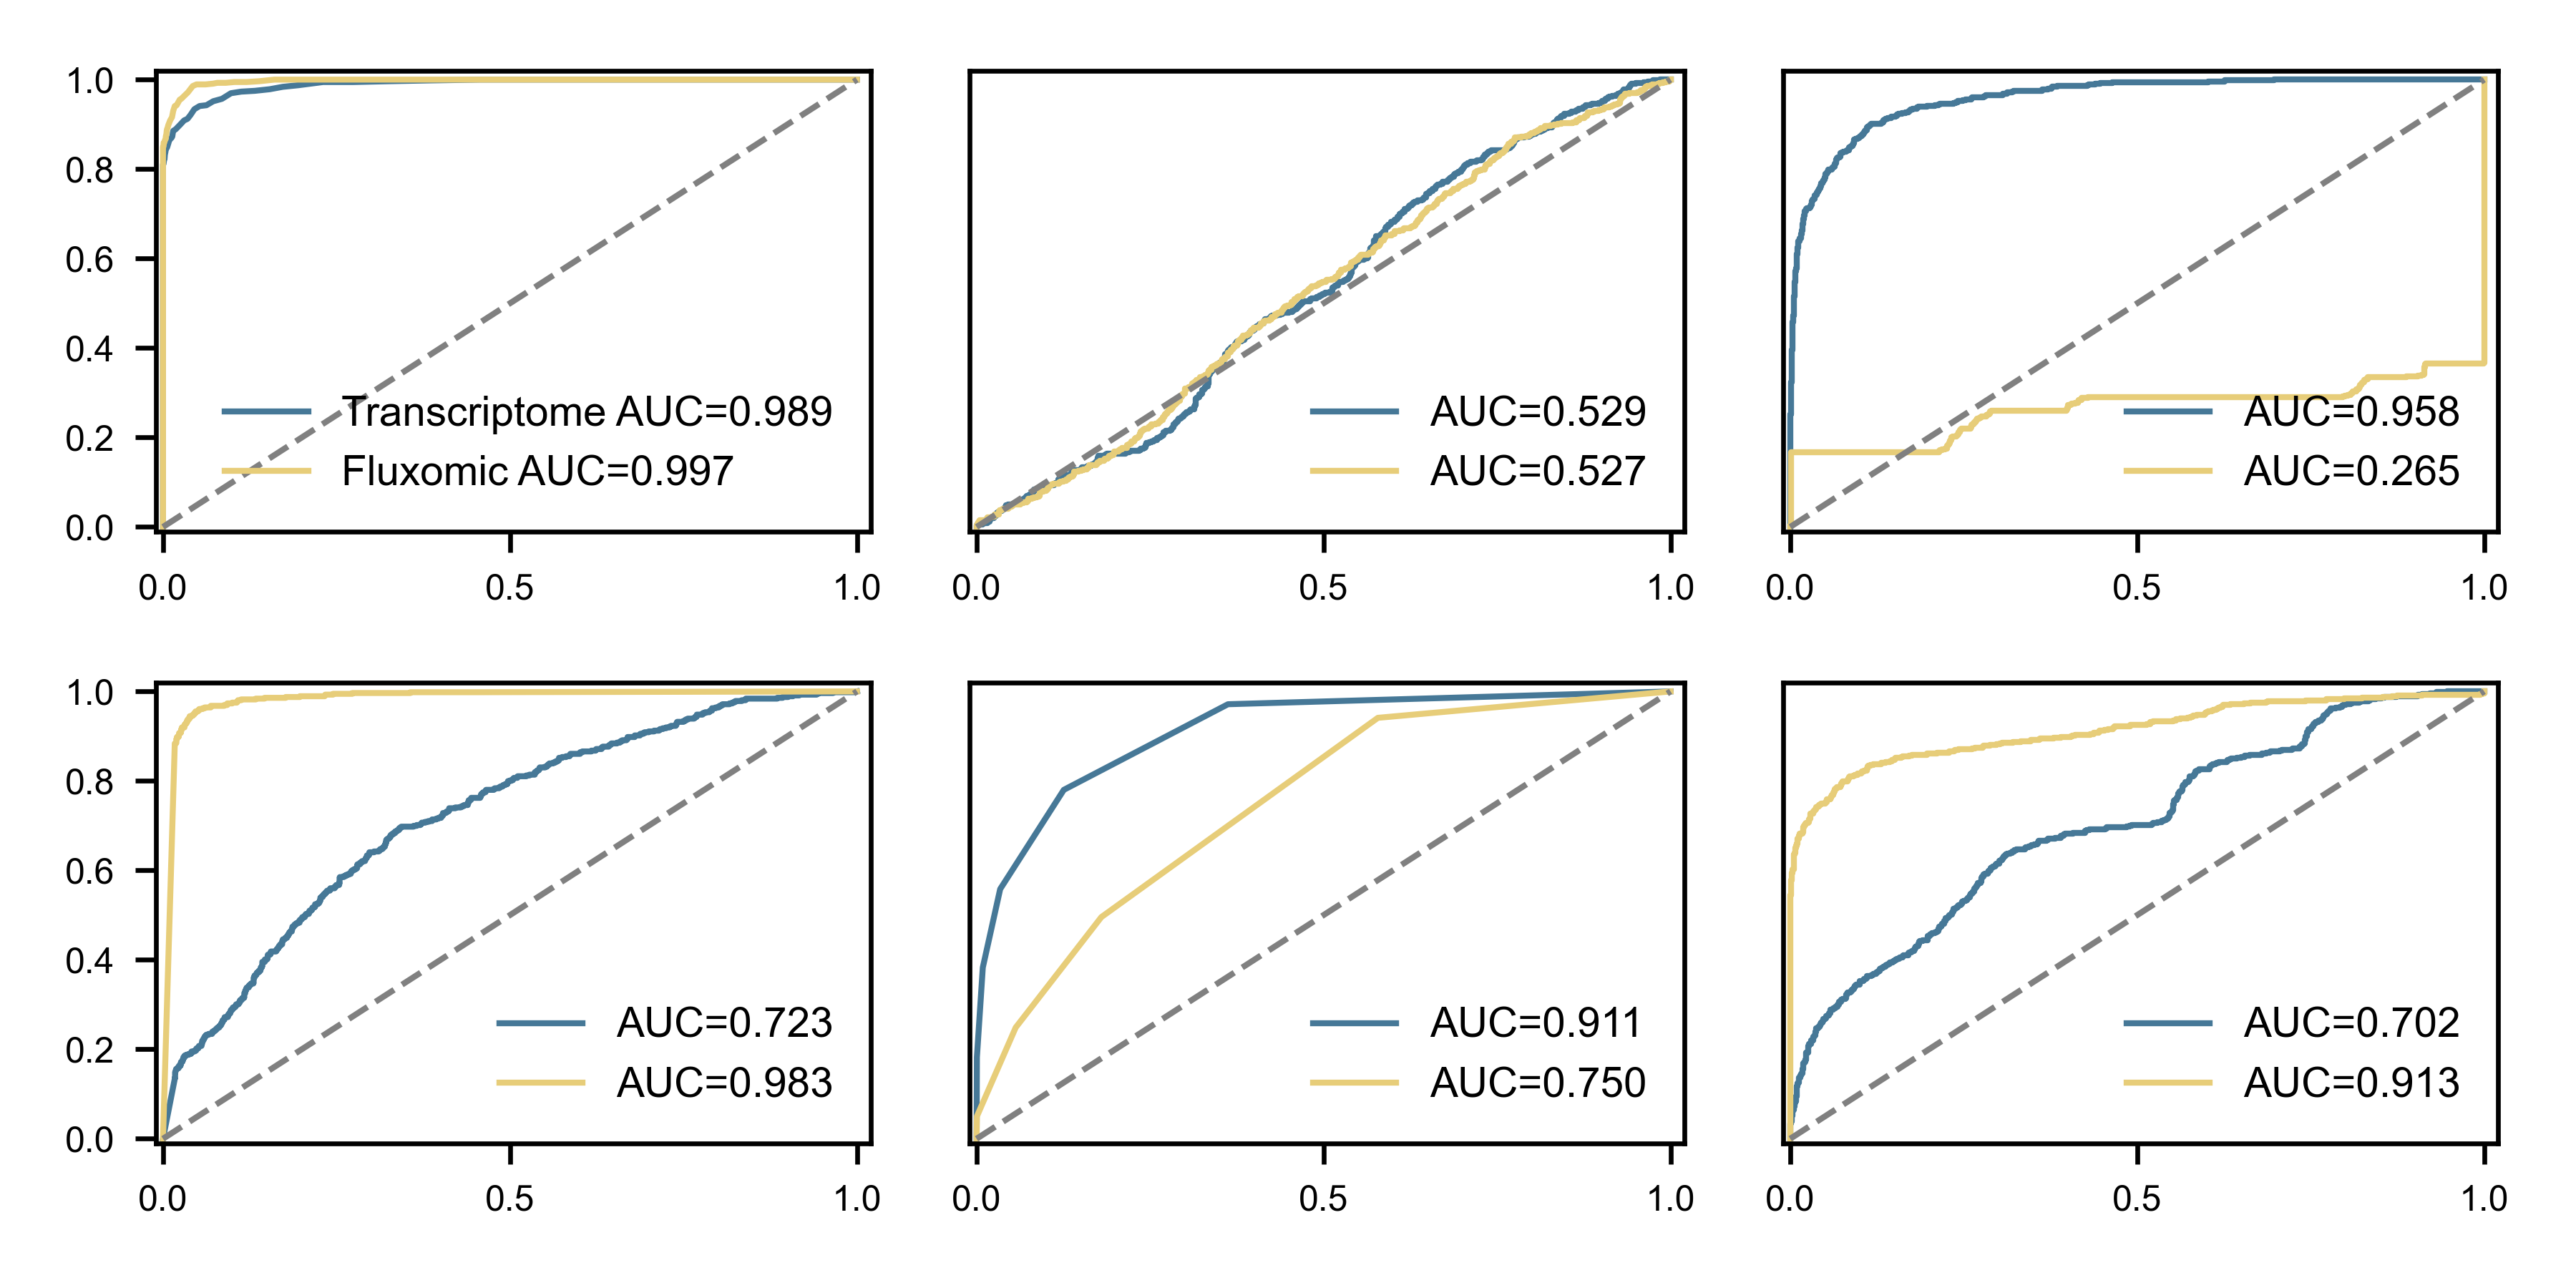 1.0
0.8
0.6
0.4
0.2
0.0
0.0 0.5 1.0
Transcriptome AUC=0.989
Fluxomic AUC=0.997
0.0 0.5 1.0
AUC=0.529
AUC=0.527
0.0 0.5 1.0
AUC=0.958
AUC=0.265
1.0
0.8
0.6
0.4
0.2
0.0
0.0 0.5 1.0
AUC=0.723
AUC=0.983
0.0 0.5 1.0
AUC=0.911
AUC=0.750
0.0 0.5 1.0
AUC=0.702
AUC=0.913